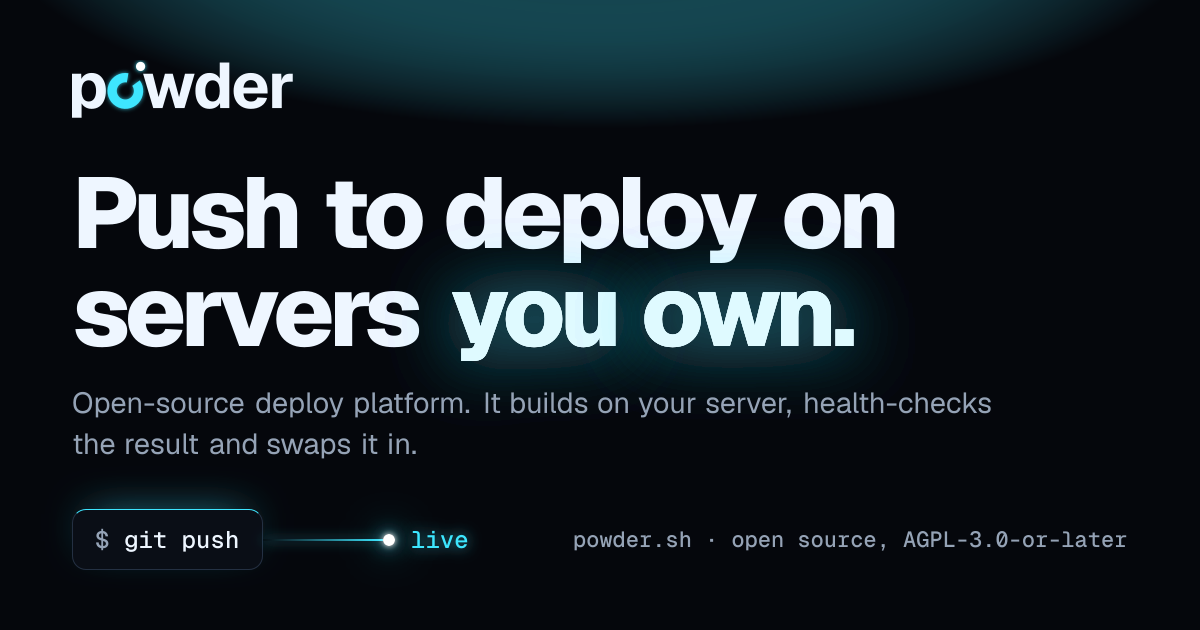 powder
Push to deploy on
servers you own.
Open-source deploy platform. It builds on your server, health-checks
the result and swaps it in.
$ git push live powder.sh · open source, AGPL-3.0-or-later